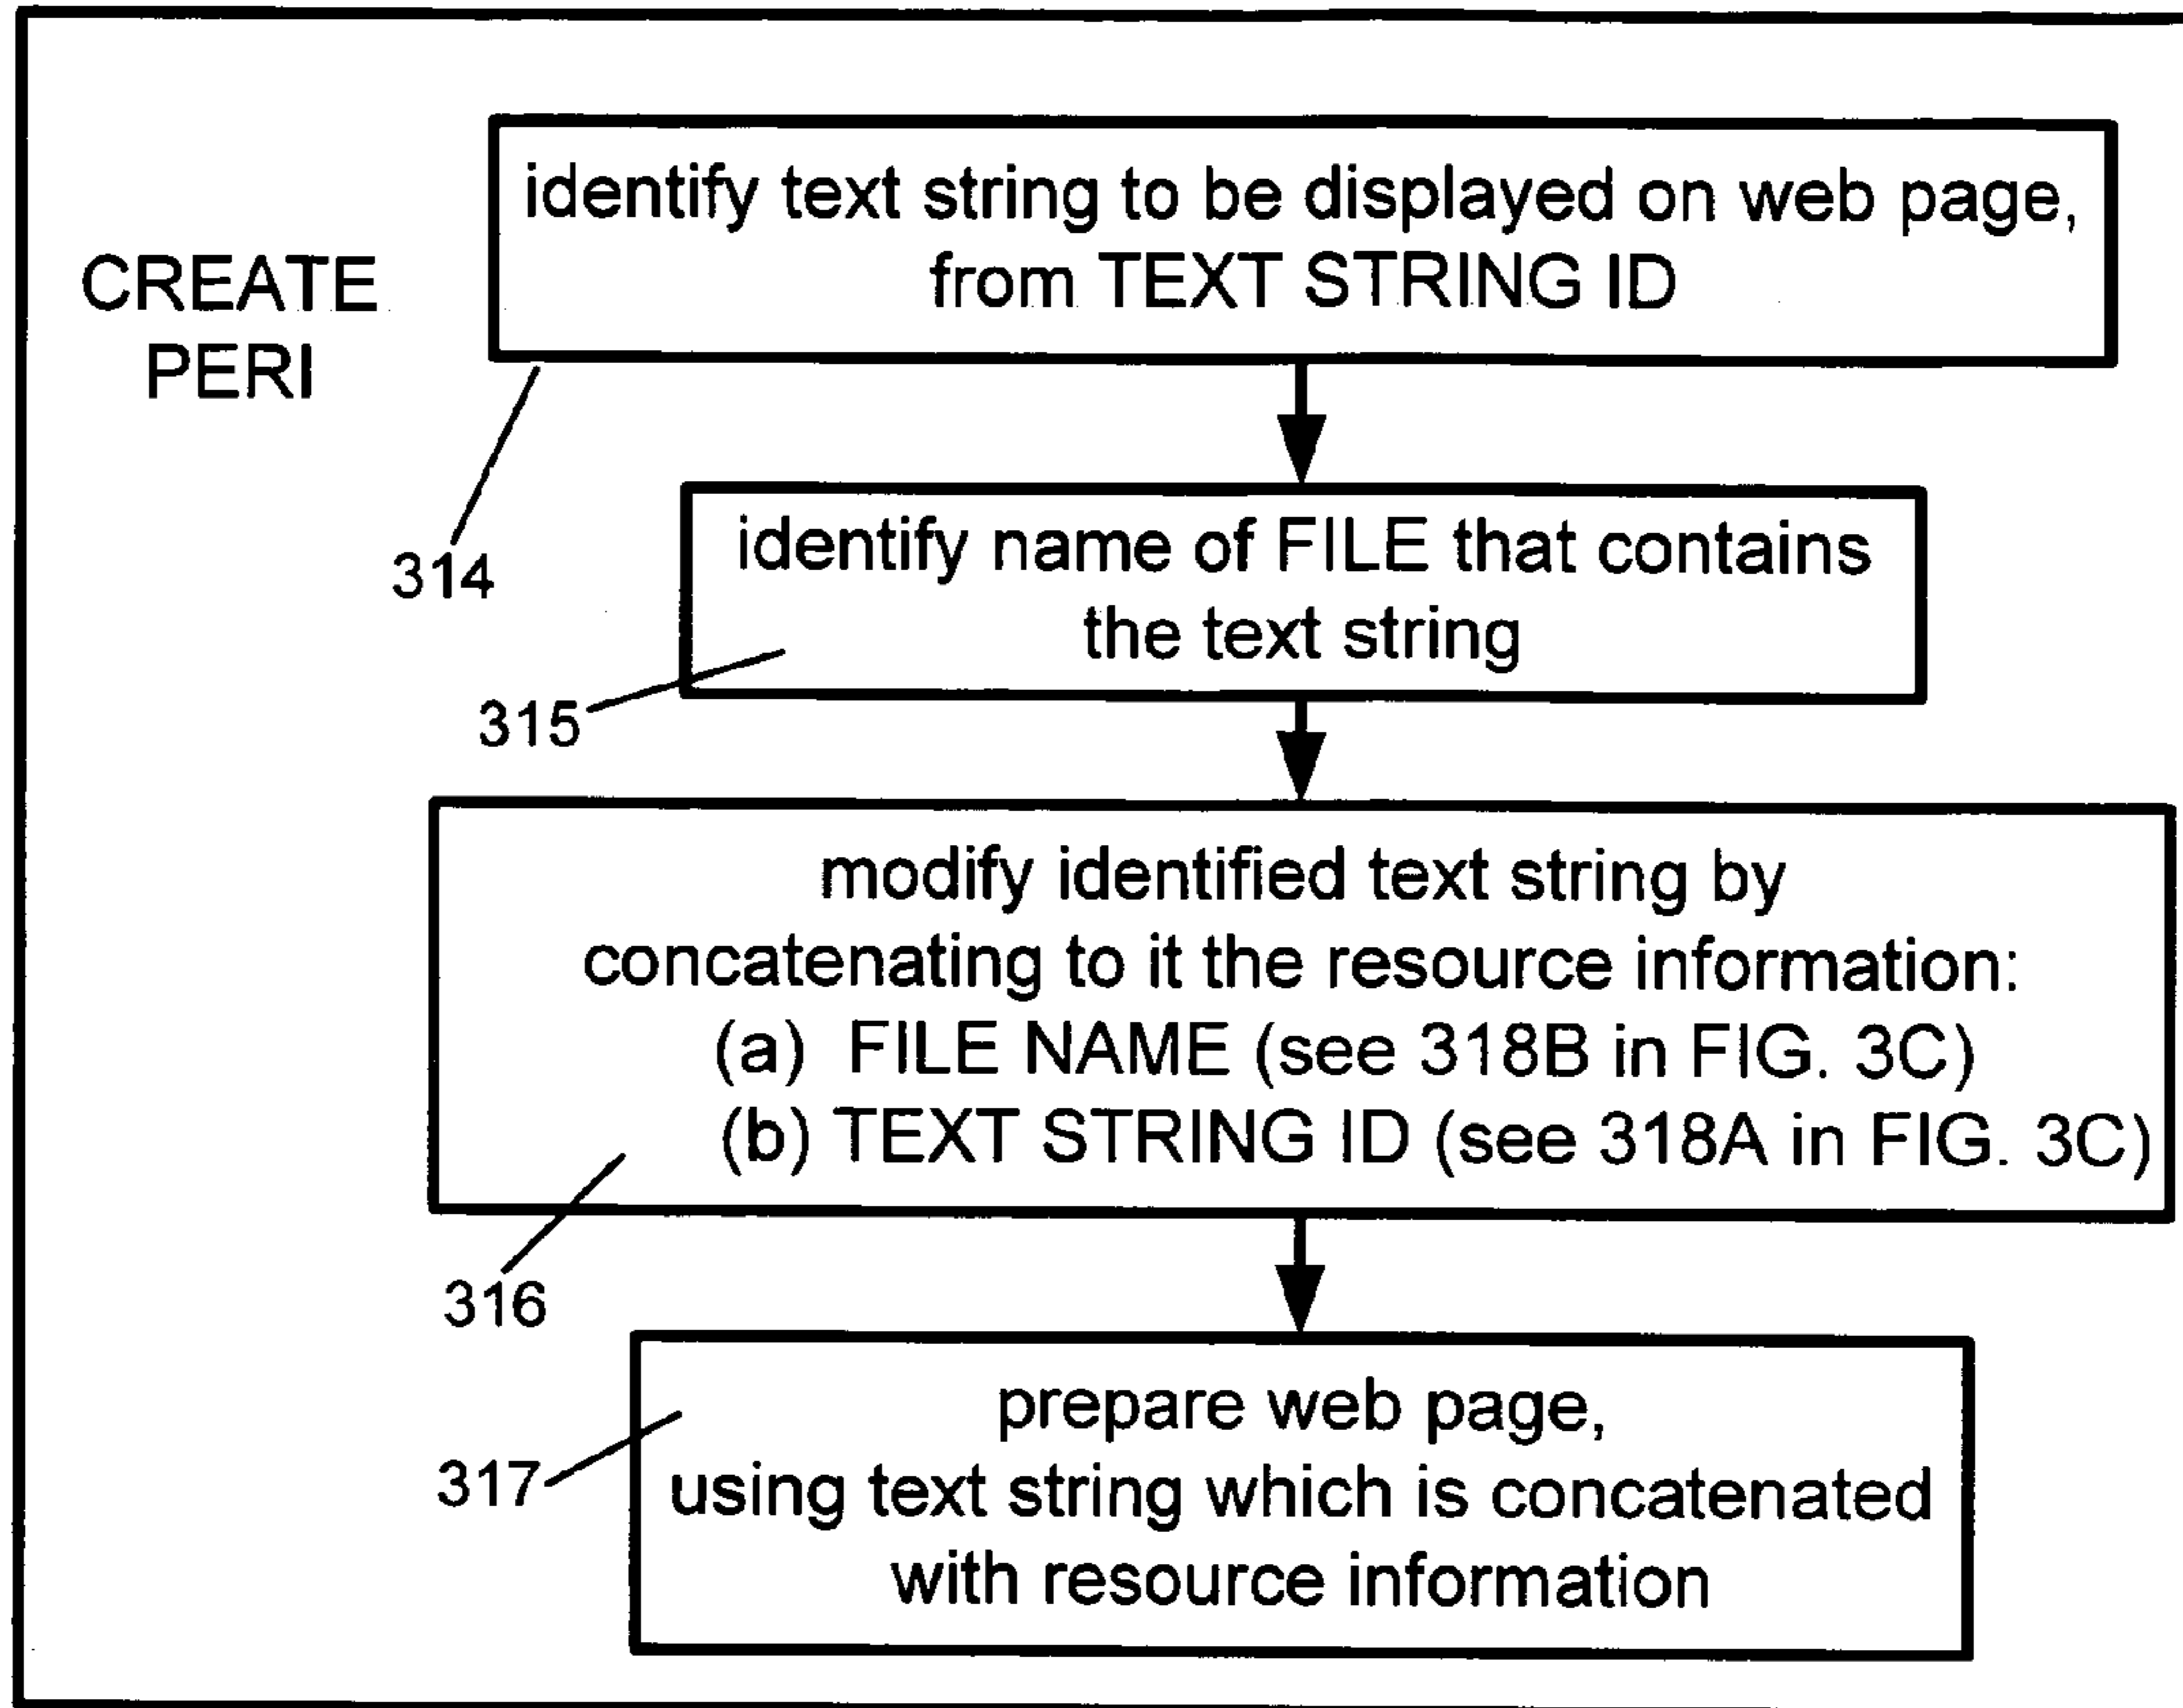 identify text string to be displayed on web page,
from TEXT STRING ID
CREATE
PERI
314
identify name of FILE that contains
the text string
315
modify identified text string by
concatenating to it the resource information:
(a) FILE NAME (see 318B in FIG. 3C)
(b) TEXT STRING ID (see 318A in FIG. 3C)
316
prepare web page,
317
using text string which is concatenated
with resource information